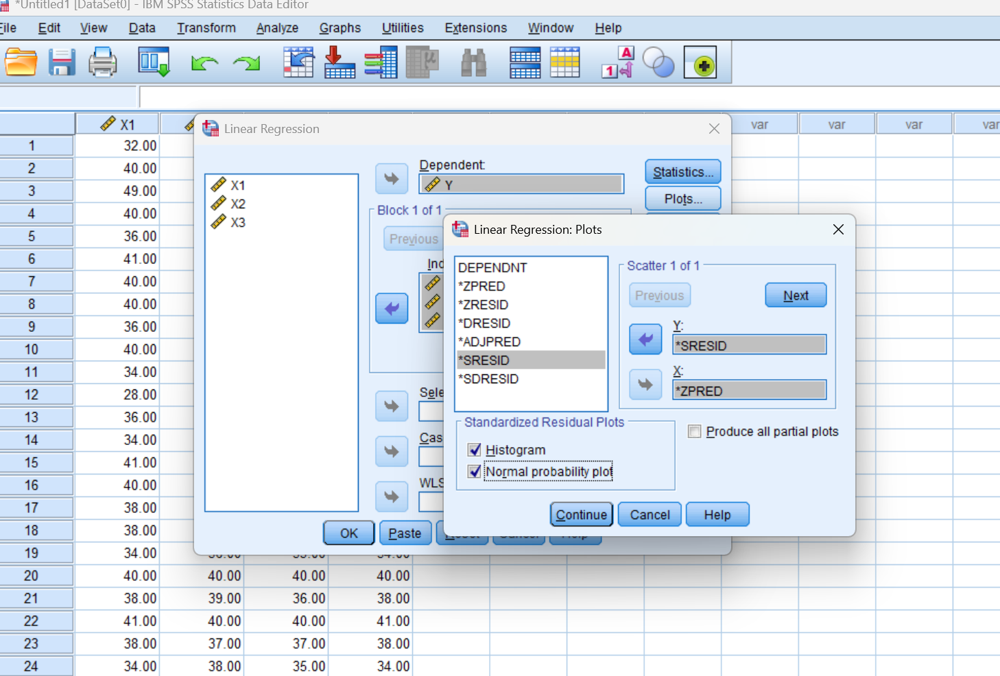 *Untitled1 [DataSet0] - IBM SPSS Statistics Data Editor
File Edit View Data Transform Analyze Graphs Utilities Extensions Window Help
X1 var var var var
1 32.00
2 40.00
3 49.00
4 40.00
5 36.00
6 41.00
7 40.00
8 40.00
9 36.00
10 40.00
11 34.00
12 28.00
13 36.00
14 34.00
15 41.00
16 40.00
17 38.00
18 38.00
19 34.00
20 40.00 40.00 40.00 40.00
21 38.00 39.00 36.00 38.00
22 41.00 40.00 40.00 41.00
23 38.00 37.00 37.00 38.00
24 34.00 38.00 35.00 34.00
Linear Regression
X1
X2
X3
Dependent:
Y
Statistics...
Plots...
Block 1 of 1
Previous
Ind
Sele
Cas
WLS
OK Paste
Linear Regression: Plots
DEPENDNT
*ZPRED
*ZRESID
*DRESID
*ADJPRED
*SRESID
*SDRESID
Scatter 1 of 1
Previous Next
Y:
*SRESID
X:
*ZPRED
Standardized Residual Plots
Histogram
Normal probability plot
Produce all partial plots
Continue Cancel Help